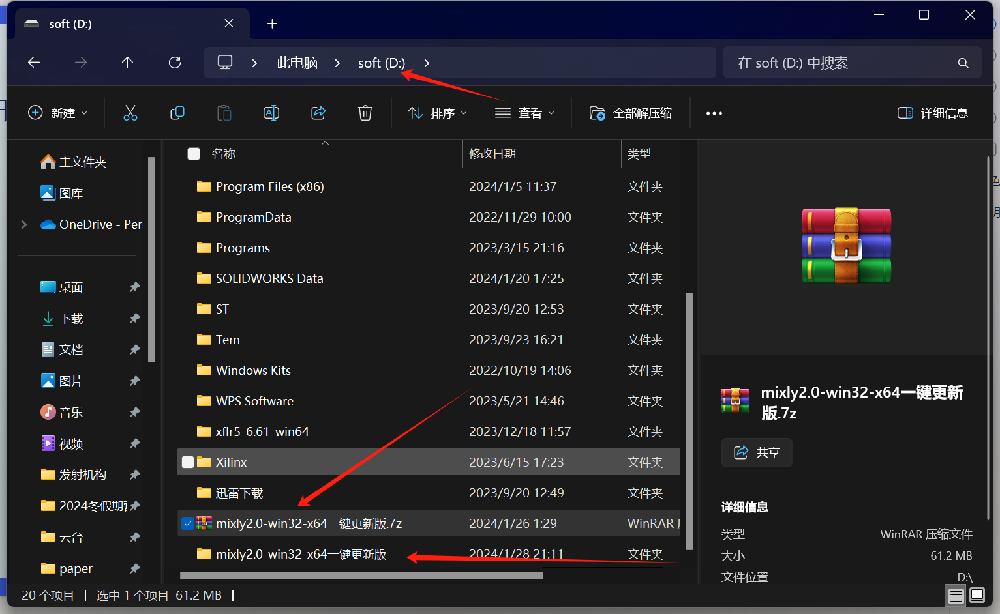 soft (D:)
此电脑 soft (D:)
在 soft (D:) 中搜索
新建 排序 查看 全部解压缩 详细信息
主文件夹
图库
OneDrive - Per
桌面
下载
文档
图片
音乐
视频
发射机构
2024冬假期
云台
paper
名称 修改日期 类型
Program Files (x86) 2024/1/5 11:37 文件夹
ProgramData 2022/11/29 10:00 文件夹
Programs 2023/3/15 21:16 文件夹
SOLIDWORKS Data 2024/1/20 17:25 文件夹
ST 2023/9/20 12:53 文件夹
Tem 2023/9/23 16:21 文件夹
Windows Kits 2022/10/19 14:06 文件夹
WPS Software 2023/5/21 14:46 文件夹
xflr5_6.61_win64 2023/12/18 11:57 文件夹
Xilinx 2023/6/15 17:23 文件夹
迅雷下载 2023/9/20 12:49 文件夹
mixly2.0-win32-x64一键更新版.7z 2024/1/26 1:29 WinRAR
mixly2.0-win32-x64一键更新版 2024/1/28 21:11 文件夹
mixly2.0-win32-x64一键更新
版.7z
共享
详细信息
类型 WinRAR 压缩文件
大小 61.2 MB
文件位置 D:\
20 个项目 选中 1 个项目 61.2 MB